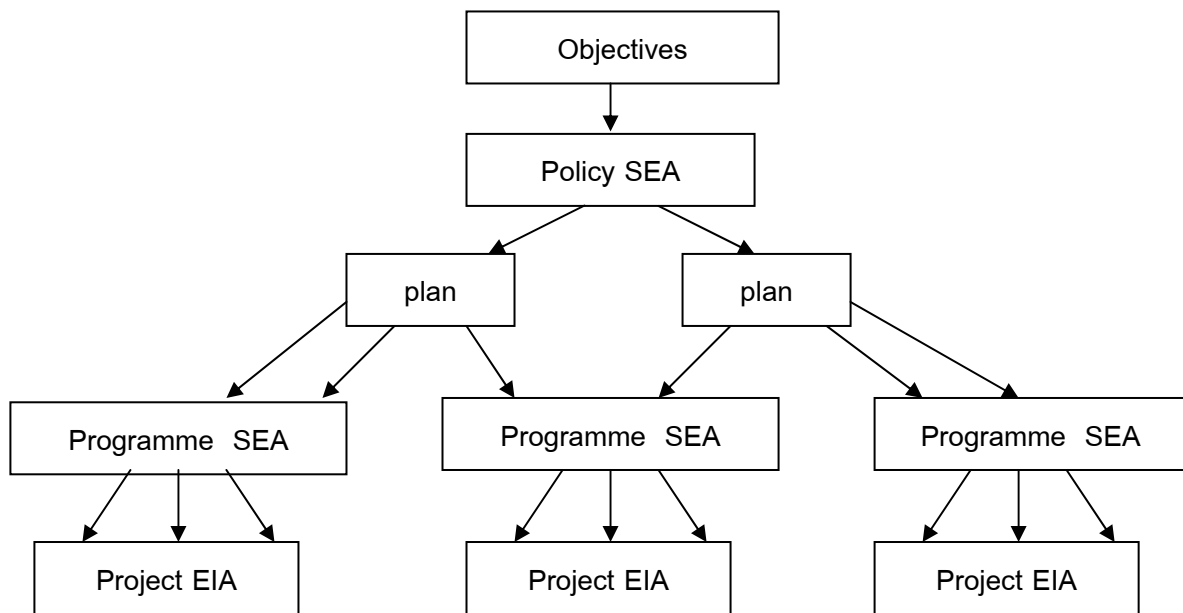 Objectives
Policy SEA
plan
plan
Programme SEA
Programme SEA
Programme SEA
Project EIA
Project EIA
Project EIA